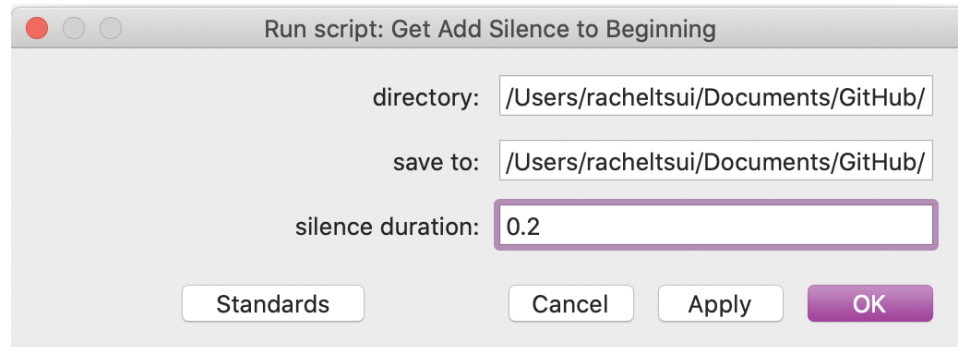 Run script: Get Add Silence to Beginning
directory: /Users/racheltsui/Documents/GitHub/
save to: /Users/racheltsui/Documents/GitHub/
silence duration: 0.2
Standards Cancel Apply OK